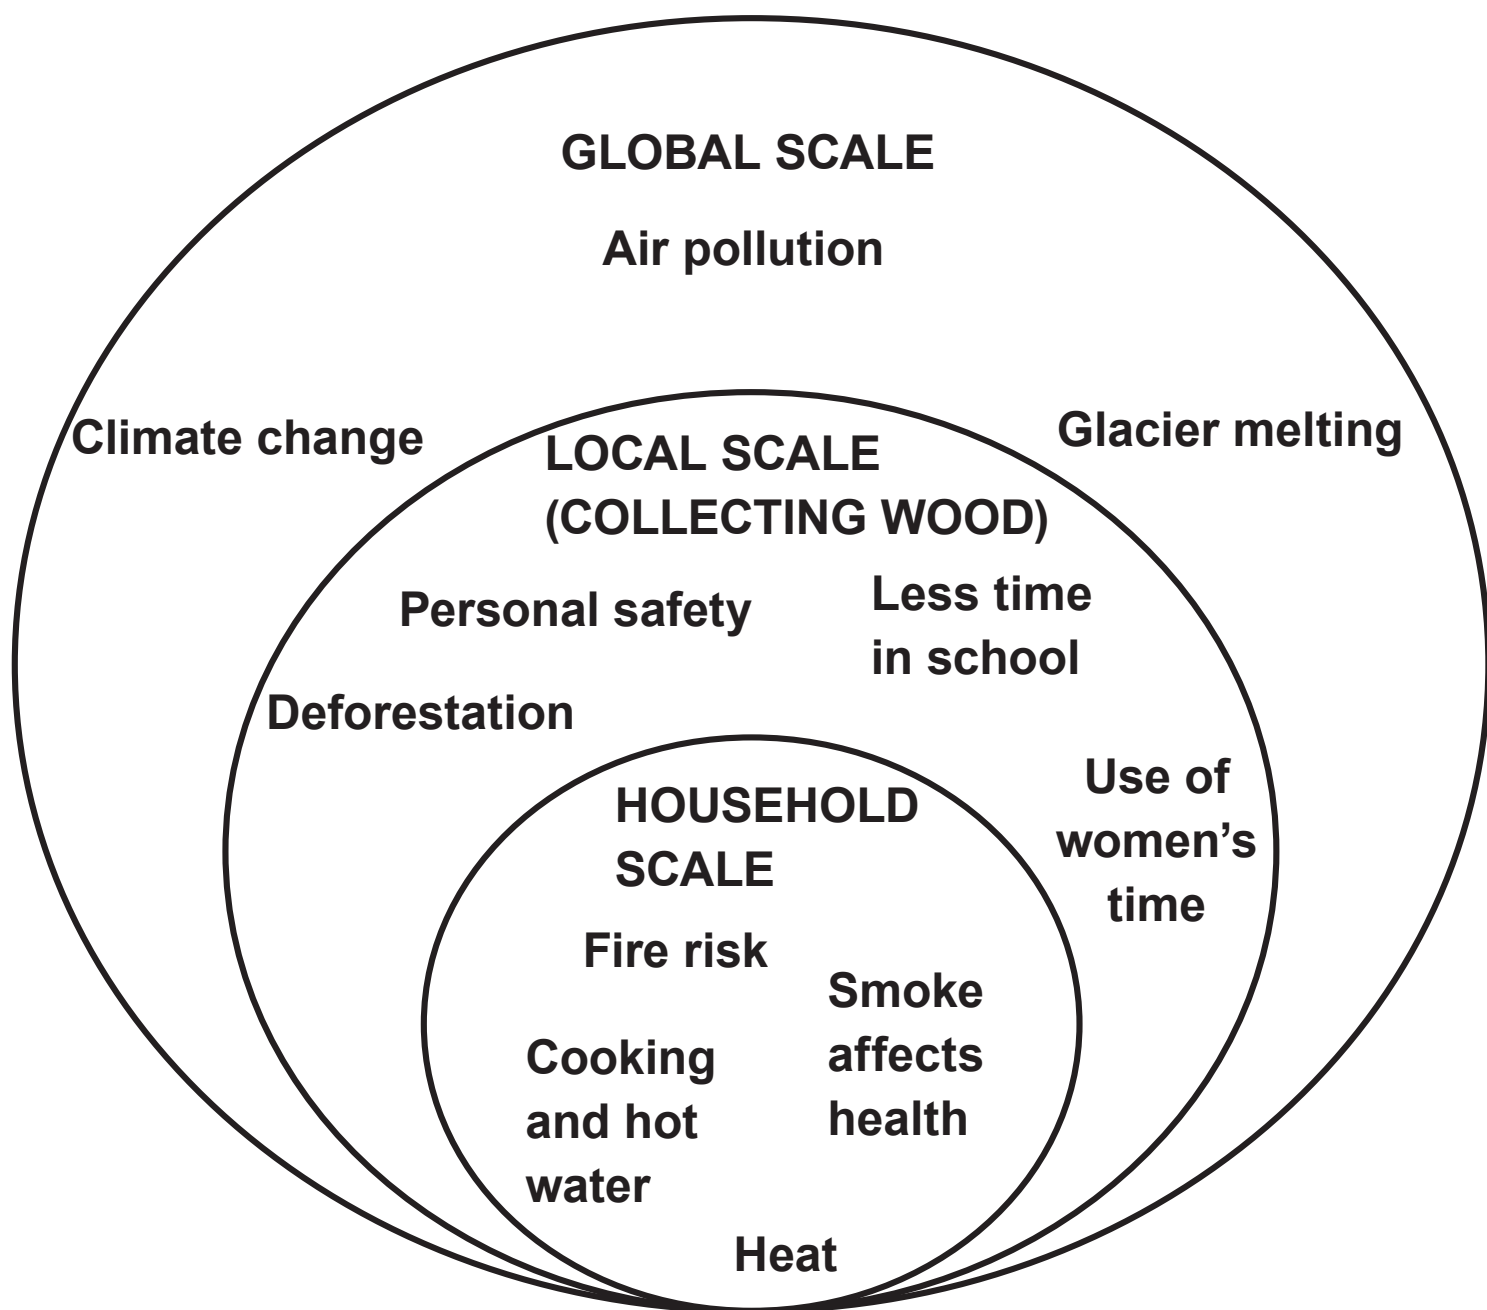 GLOBAL SCALE
Air pollution
Climate change
Glacier melting
LOCAL SCALE
(COLLECTING WOOD)
Personal safety
Less time
in school
Deforestation
Use of
women’s
time
HOUSEHOLD
SCALE
Fire risk
Smoke
affects
health
Cooking
and hot
water
Heat